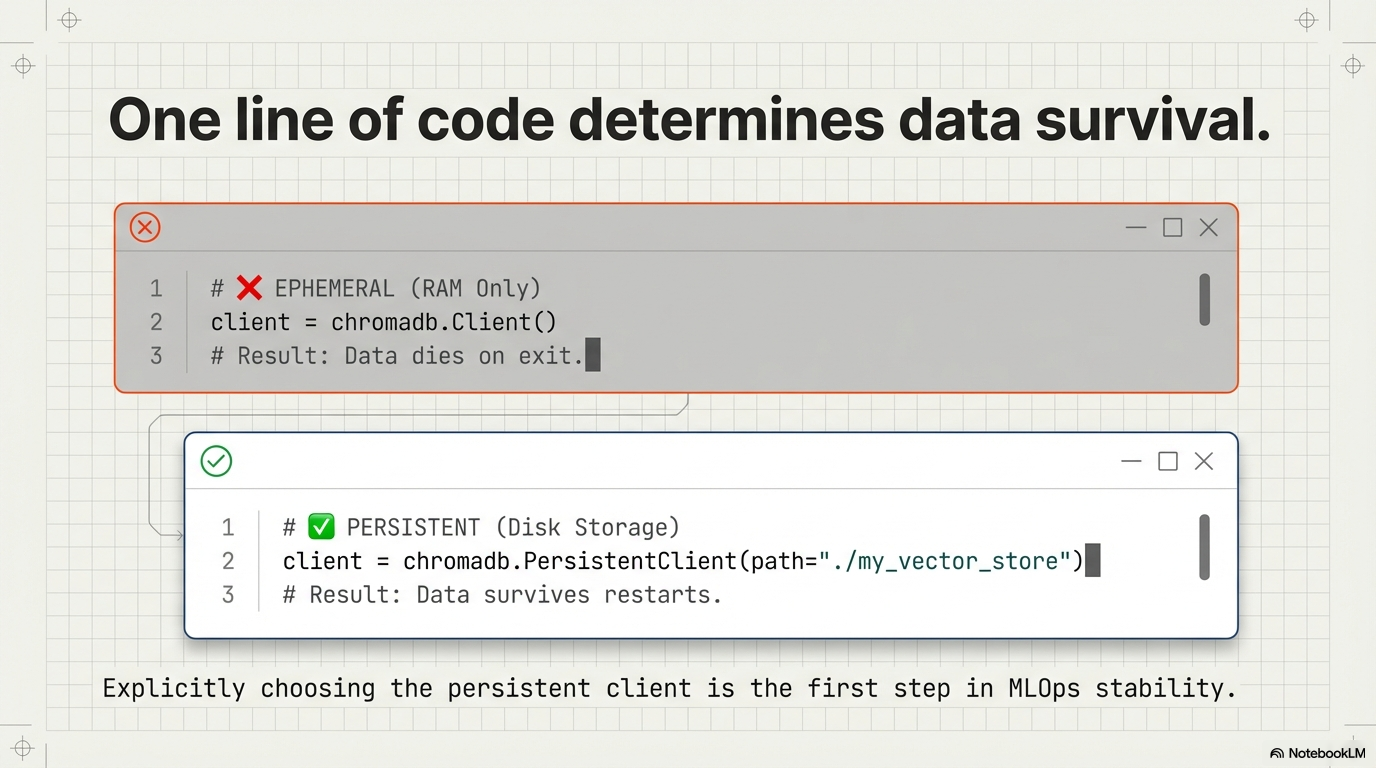 One line of code determines data survival.
1 # ❌ EPHEMERAL (RAM Only)
2 client = chromadb.Client()
3 # Result: Data dies on exit.
1 # ✅ PERSISTENT (Disk Storage)
2 client = chromadb.PersistentClient(path="./my_vector_store")
3 # Result: Data survives restarts.
Explicitly choosing the persistent client is the first step in MLOps stability.
NotebookLM